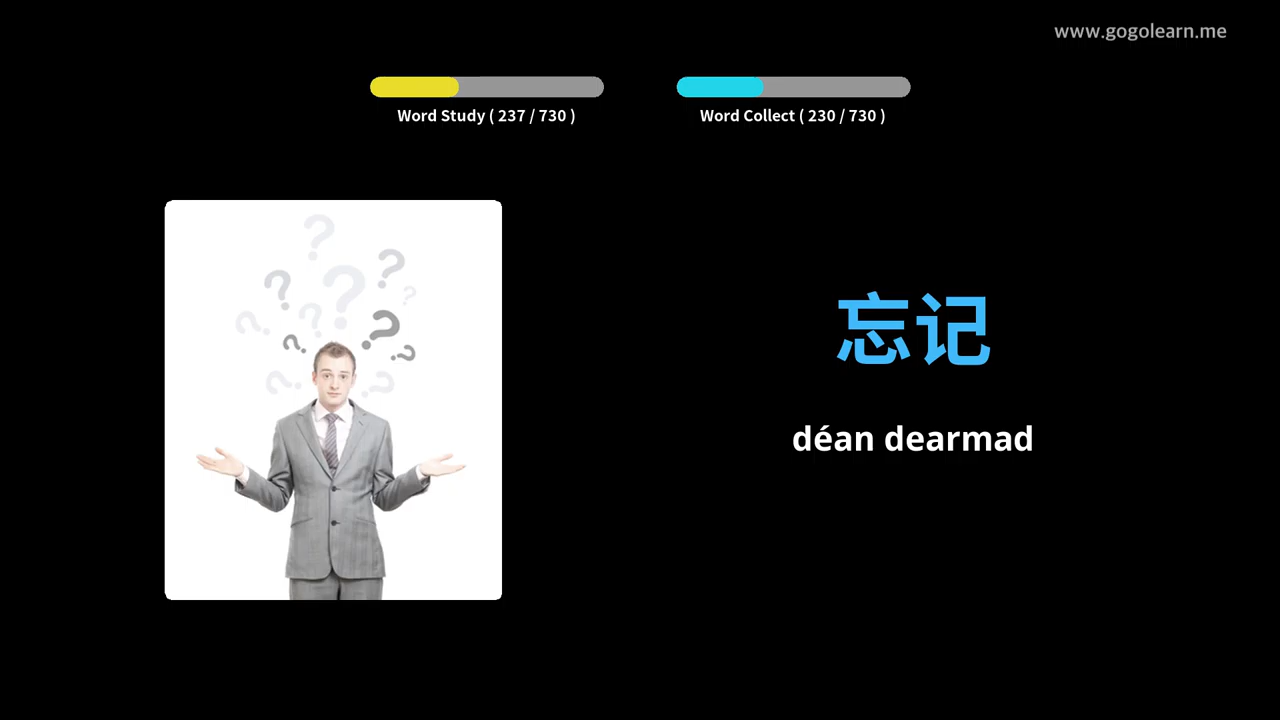 www.gogolearn.me
Word Study ( 237 / 730 )
Word Collect ( 230 / 730 )
忘记
déan dearmad